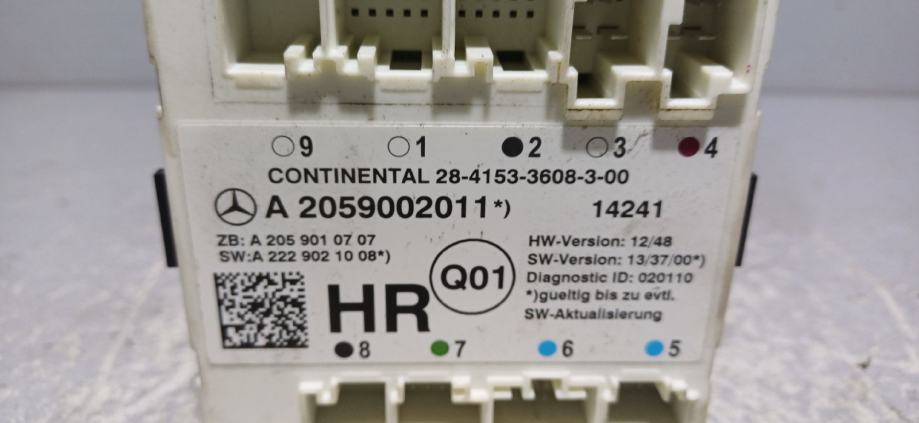 9 1 2 3 4
CONTINENTAL 28-4153-3608-3-00
A 2059002011*) 14241
ZB: A 205 901 07 07
SW:A 222 902 10 08*)
Q01
HW-Version: 12/48
SW-Version: 13/37/00*)
Diagnostic ID: 020110
*)gueltig bis zu evtl.
SW-Aktualisierung
HR
8 7 6 5